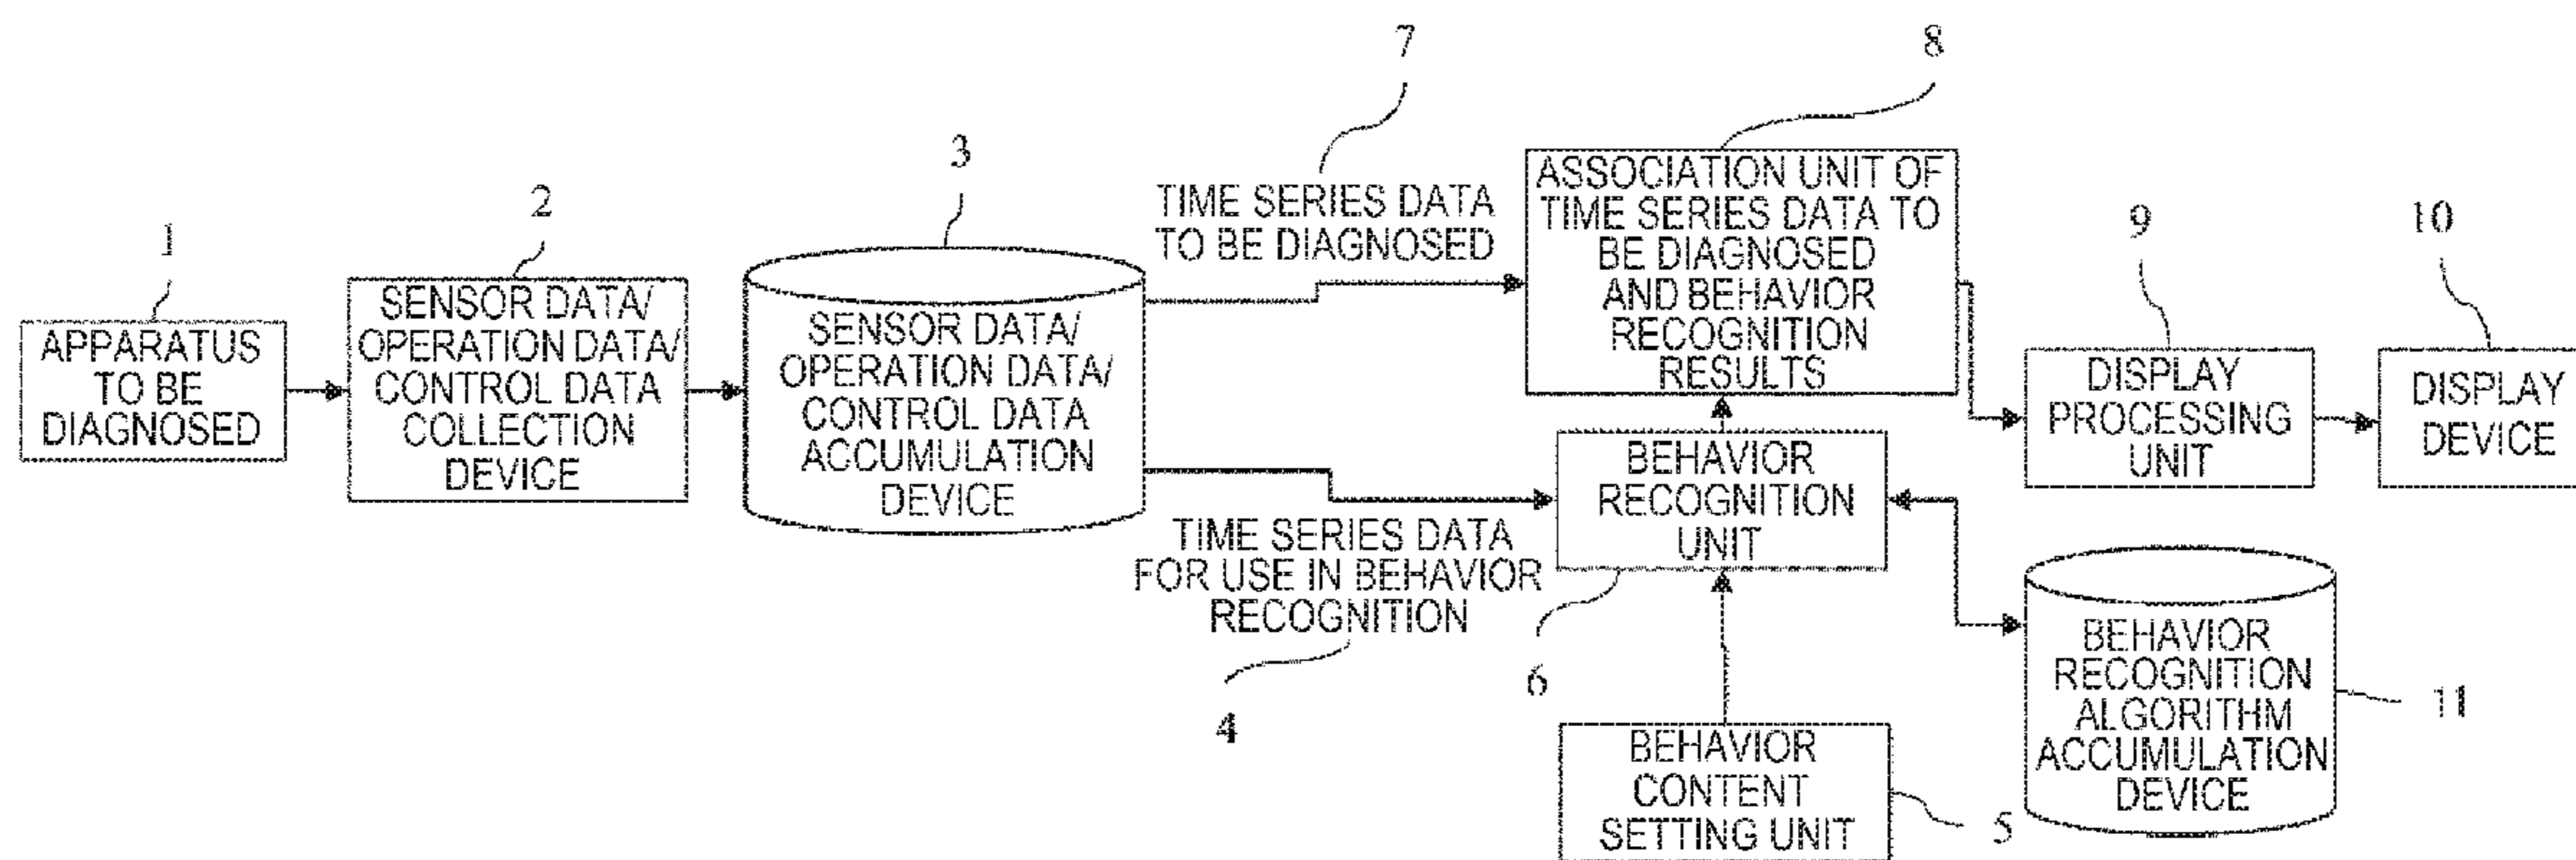 1
APPARATUS
TO BE
DIAGNOSED
2
SENSOR DATA/
OPERATION DATA/
CONTROL DATA
COLLECTION
DEVICE
3
SENSOR DATA/
OPERATION DATA/
CONTROL DATA
ACCUMULATION
DEVICE
7
TIME SERIES DATA
TO BE DIAGNOSED
TIME SERIES DATA
FOR USE IN BEHAVIOR
RECOGNITION
4
8
ASSOCIATION UNIT OF
TIME SERIES DATA TO
BE DIAGNOSED
AND BEHAVIOR
RECOGNITION
RESULTS
BEHAVIOR
RECOGNITION
UNIT
6
BEHAVIOR
CONTENT
SETTING UNIT
5
9
DISPLAY
PROCESSING
UNIT
10
DISPLAY
DEVICE
BEHAVIOR
RECOGNITION
ALGORITHM
ACCUMULATION
DEVICE
11